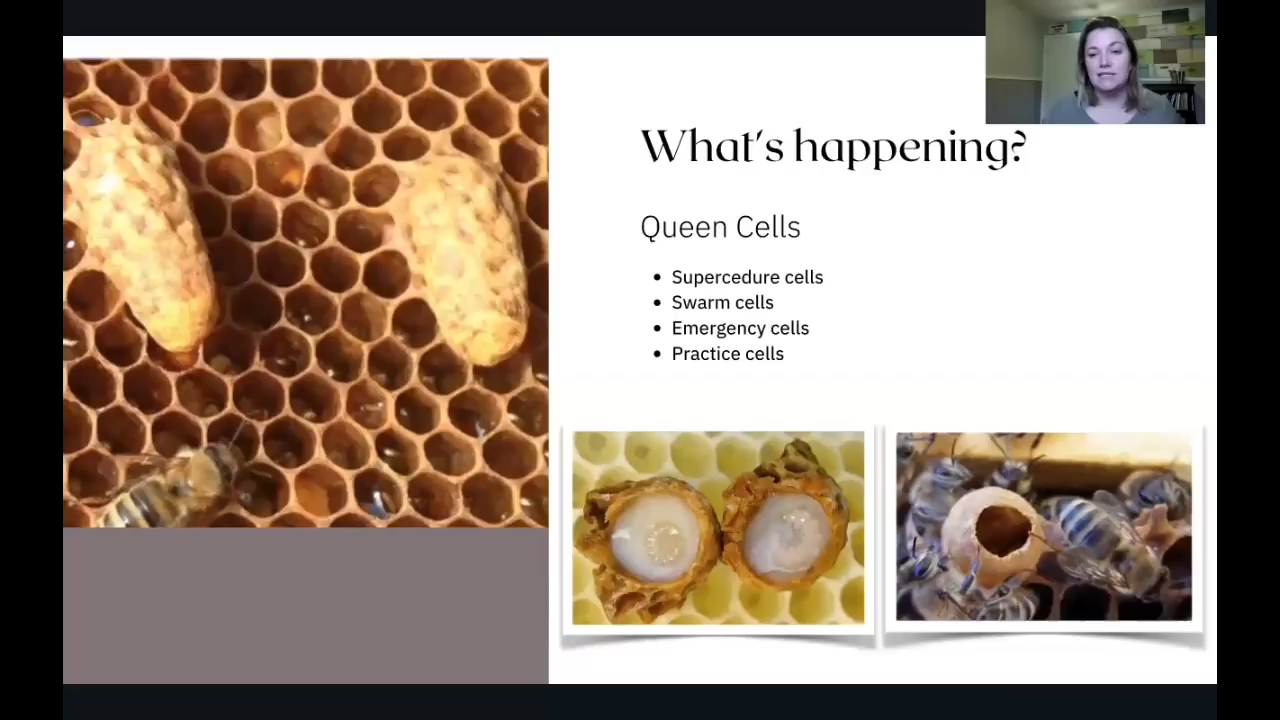 What's happening?
Queen Cells
• Supercedure cells
• Swarm cells
• Emergency cells
• Practice cells